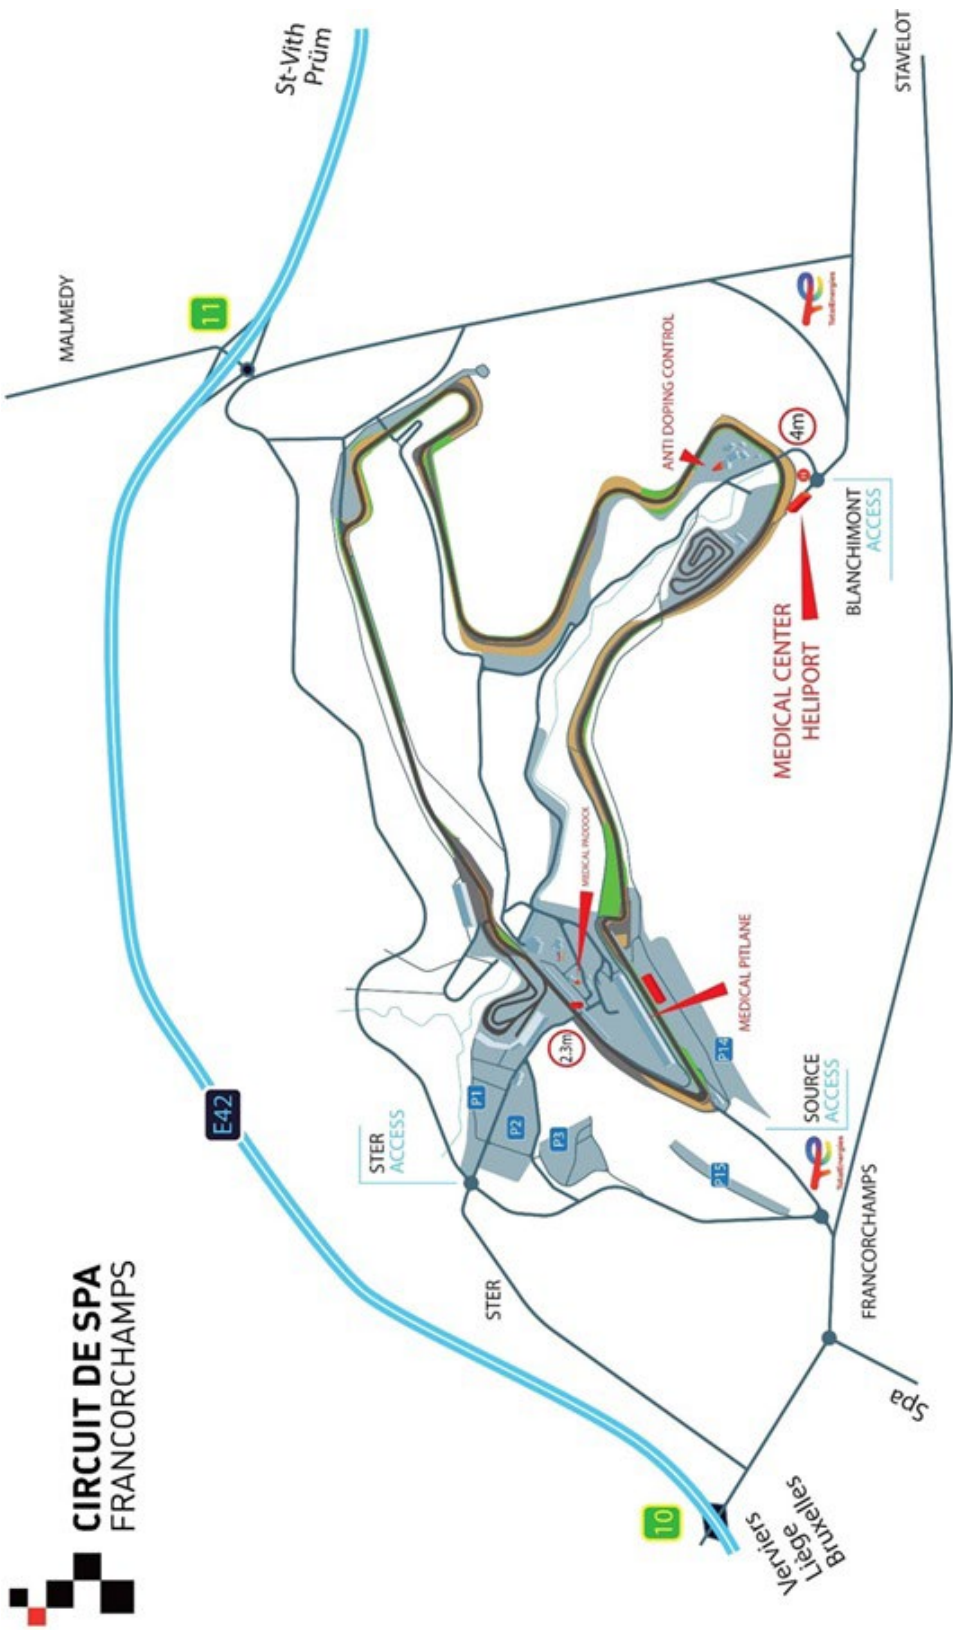 CIRCUIT DE SPA
FRANCORCHAMPS
E42
MALMEDY
11
St-Vith
Prüm
STER
ACCESS
STER
P1
P2
P3
2.3m
MEDICAL PADDOCK
MEDICAL PITLANE
P14
P15
SOURCE
ACCESS
TotalEnergies
FRANCORCHAMPS
10
Verviers
Liège
Bruxelles
Spa
ANTI DOPING CONTROL
4m
MEDICAL CENTER
HELIPORT
BLANCHIMONT
ACCESS
TotalEnergies
STAVELOT